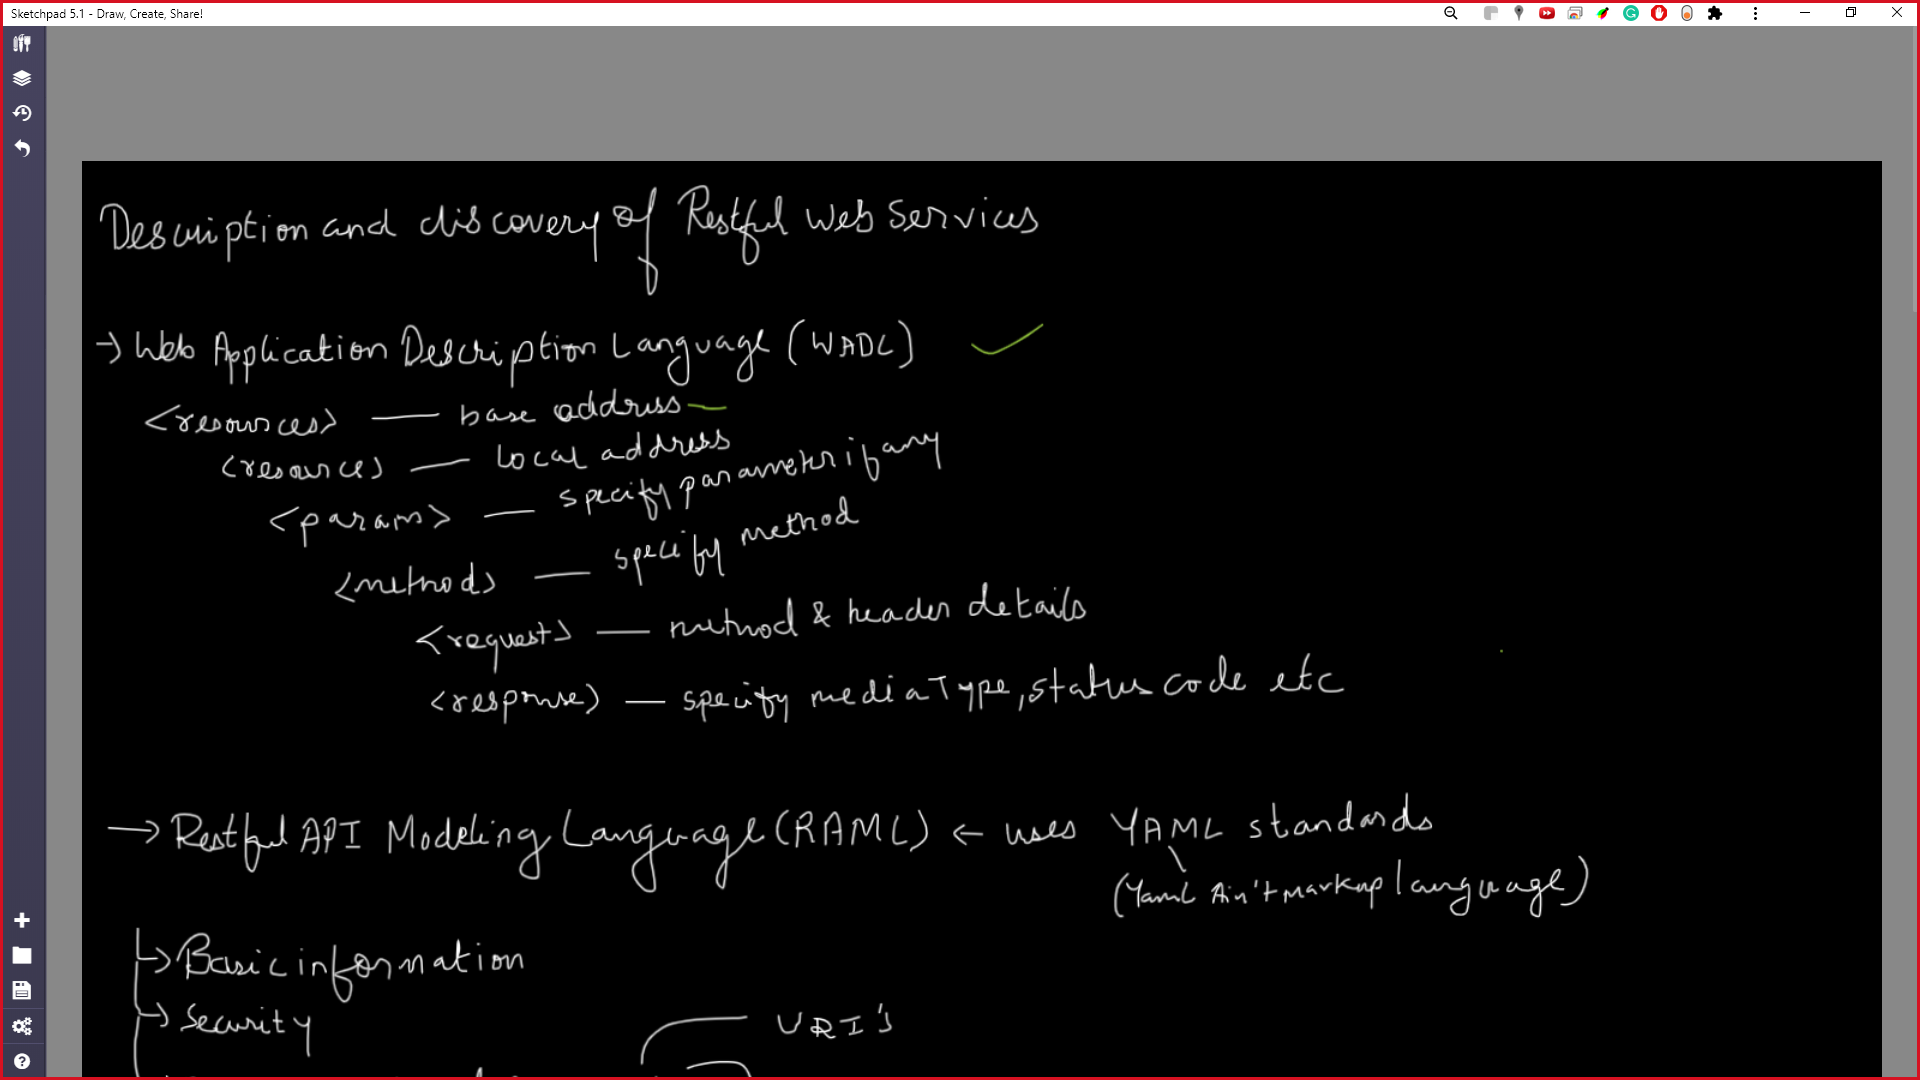 Sketchpad 5.1 - Draw, Create, Share!
Description and discovery of Restful Web Services
→ Web Application Description Language (WADL)
<resources> — base address
<resource> — local address
<params> — specify parameter if any
<methods> — specify method
<request> — method & header details
<response> — specify mediaType, status code etc
→ Restful API Modeling Language (RAML) ← uses YAML standards
(Yaml Ain't markup language)
→ Basic information
→ Security
URI's